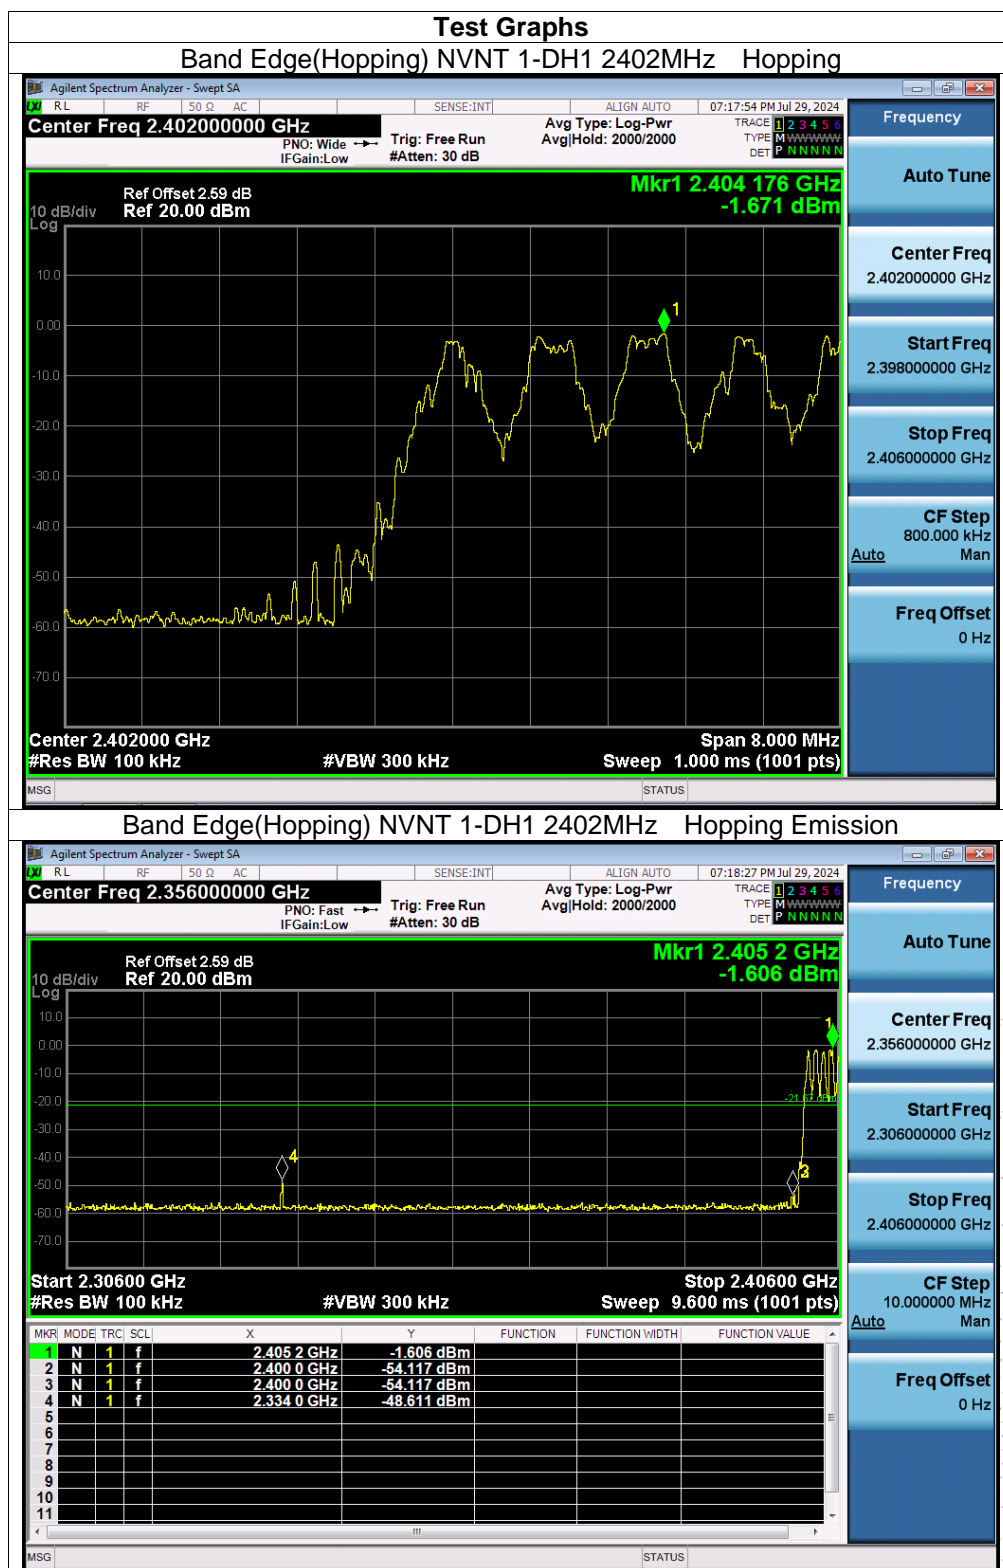 Test Graphs
Band Edge(Hopping) NVNT 1-DH1 2402MHz Hopping
Agilent Spectrum Analyzer - Swept SA
LXI RL RF 50 Ω AC SENSE:INT ALIGN AUTO 07:17:54 PM Jul 29, 2024
Center Freq 2.402000000 GHz
PNO: Wide
IFGain:Low
Trig: Free Run
#Atten: 30 dB
Avg Type: Log-Pwr
Avg|Hold: 2000/2000
TRACE 1 2 3 4 5 6
TYPE M WWWWW
DET P N N N N N
Frequency
Auto Tune
Center Freq
2.402000000 GHz
Start Freq
2.398000000 GHz
Stop Freq
2.406000000 GHz
CF Step
800.000 kHz
Auto Man
Freq Offset
0 Hz
Mkr1 2.404 176 GHz
-1.671 dBm
Ref Offset 2.59 dB
10 dB/div Ref 20.00 dBm
Log
10.0
0.00
-10.0
-20.0
-30.0
-40.0
-50.0
-60.0
-70.0
1
Center 2.402000 GHz Span 8.000 MHz
#Res BW 100 kHz #VBW 300 kHz Sweep 1.000 ms (1001 pts)
MSG STATUS
Band Edge(Hopping) NVNT 1-DH1 2402MHz Hopping Emission
Agilent Spectrum Analyzer - Swept SA
LXI RL RF 50 Ω AC SENSE:INT ALIGN AUTO 07:18:27 PM Jul 29, 2024
Center Freq 2.356000000 GHz
PNO: Fast
IFGain:Low
Trig: Free Run
#Atten: 30 dB
Avg Type: Log-Pwr
Avg|Hold: 2000/2000
TRACE 1 2 3 4 5 6
TYPE M WWWWW
DET P N N N N N
Frequency
Auto Tune
Center Freq
2.356000000 GHz
Start Freq
2.306000000 GHz
Stop Freq
2.406000000 GHz
CF Step
10.000000 MHz
Auto Man
Freq Offset
0 Hz
Mkr1 2.405 2 GHz
-1.606 dBm
Ref Offset 2.59 dB
10 dB/div Ref 20.00 dBm
Log
10.0
0.00
-10.0
-20.0
-30.0
-40.0
-50.0
-60.0
-70.0
1
-21.67 dBm
4
Start 2.30600 GHz Stop 2.40600 GHz
#Res BW 100 kHz #VBW 300 kHz Sweep 9.600 ms (1001 pts)
MKR MODE TRC SCL X Y FUNCTION FUNCTION WIDTH FUNCTION VALUE
1 N 1 f 2.405 2 GHz -1.606 dBm
2 N 1 f 2.400 0 GHz -54.117 dBm
3 N 1 f 2.400 0 GHz -54.117 dBm
4 N 1 f 2.334 0 GHz -48.611 dBm
5
6
7
8
9
10
11
MSG STATUS